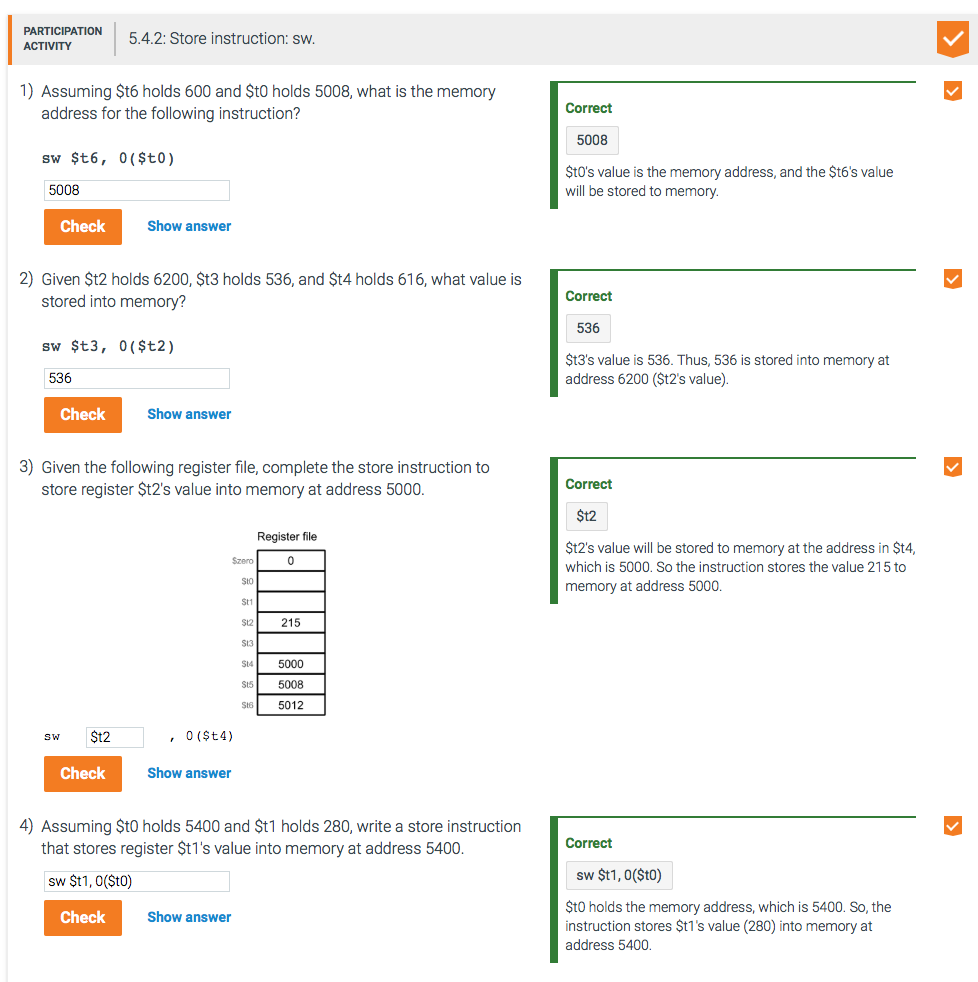 PARTICIPATION
ACTIVITY
5.4.2: Store instruction: sw.
1) Assuming $t6 holds 600 and $t0 holds 5008, what is the memory
address for the following instruction?
sw $t6, 0($t0)
5008
Check Show answer
Correct
5008
$t0's value is the memory address, and the $t6's value
will be stored to memory.
2) Given $t2 holds 6200, $t3 holds 536, and $t4 holds 616, what value is
stored into memory?
sw $t3, 0($t2)
536
Check Show answer
Correct
536
$t3's value is 536. Thus, 536 is stored into memory at
address 6200 ($t2's value).
3) Given the following register file, complete the store instruction to
store register $t2's value into memory at address 5000.
Register file
$zero 0
$t0
$t1
$t2 215
$t3
$t4 5000
$t5 5008
$t6 5012
sw $t2 , 0($t4)
Check Show answer
Correct
$t2
$t2's value will be stored to memory at the address in $t4,
which is 5000. So the instruction stores the value 215 to
memory at address 5000.
4) Assuming $t0 holds 5400 and $t1 holds 280, write a store instruction
that stores register $t1's value into memory at address 5400.
sw $t1, 0($t0)
Check Show answer
Correct
sw $t1, 0($t0)
$t0 holds the memory address, which is 5400. So, the
instruction stores $t1's value (280) into memory at
address 5400.